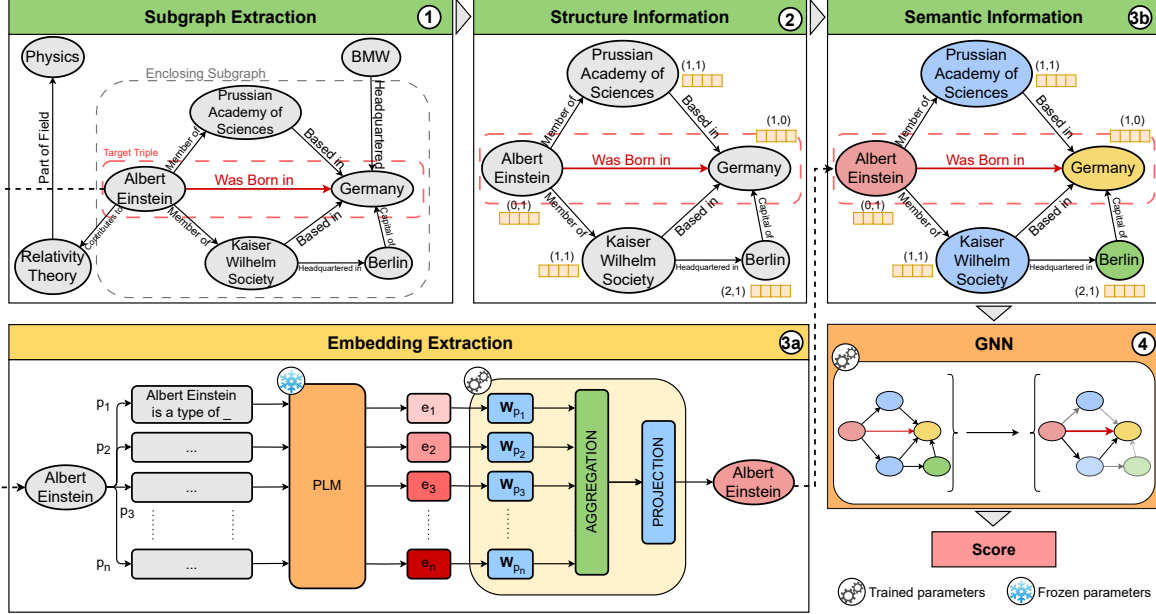 Subgraph Extraction
1
Physics
BMW
Enclosing Subgraph
Prussian
Academy of
Sciences
Part of Field
Headquartered
Member of
Based in
Target Triple
Albert
Einstein
Was Born in
Germany
Contributes to
Member of
Based in
Capital of
Relativity
Theory
Kaiser
Wilhelm
Society
Headquartered in
Berlin
Structure Information
2
Prussian
Academy of
Sciences
(1,1)
Member of
Based in
(1,0)
Albert
Einstein
Was Born in
Germany
(0,1)
Member of
Based in
Capital of
(1,1)
Kaiser
Wilhelm
Society
Headquartered in
Berlin
(2,1)
Semantic Information
3b
Prussian
Academy of
Sciences
(1,1)
Member of
Based in
(1,0)
Albert
Einstein
Was Born in
Germany
(0,1)
Member of
Based in
Capital of
(1,1)
Kaiser
Wilhelm
Society
Headquartered in
Berlin
(2,1)
Embedding Extraction
3a
Albert
Einstein
p1
Albert Einstein
is a type of _
p2
...
p3
...
pn
...
PLM
e1
e2
e3
en
Wp1
Wp2
Wp3
Wpn
AGGREGATION
PROJECTION
Albert
Einstein
GNN
4
Score
Trained parameters
Frozen parameters